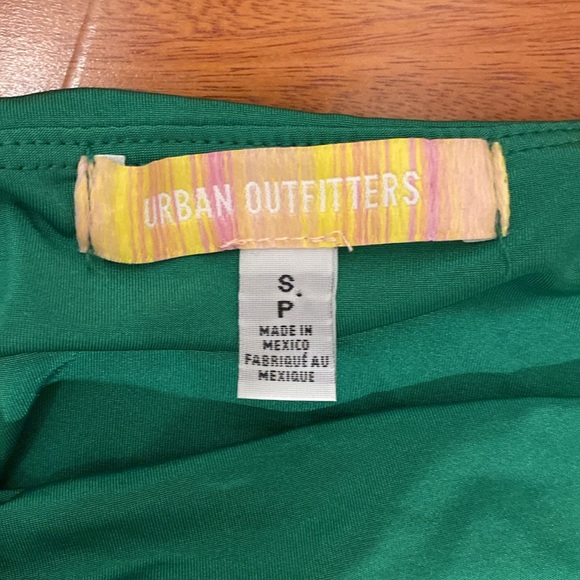 URBAN OUTFITTERS
S.
P
MADE IN
MEXICO
FABRIQUÉ AU
MEXIQUE